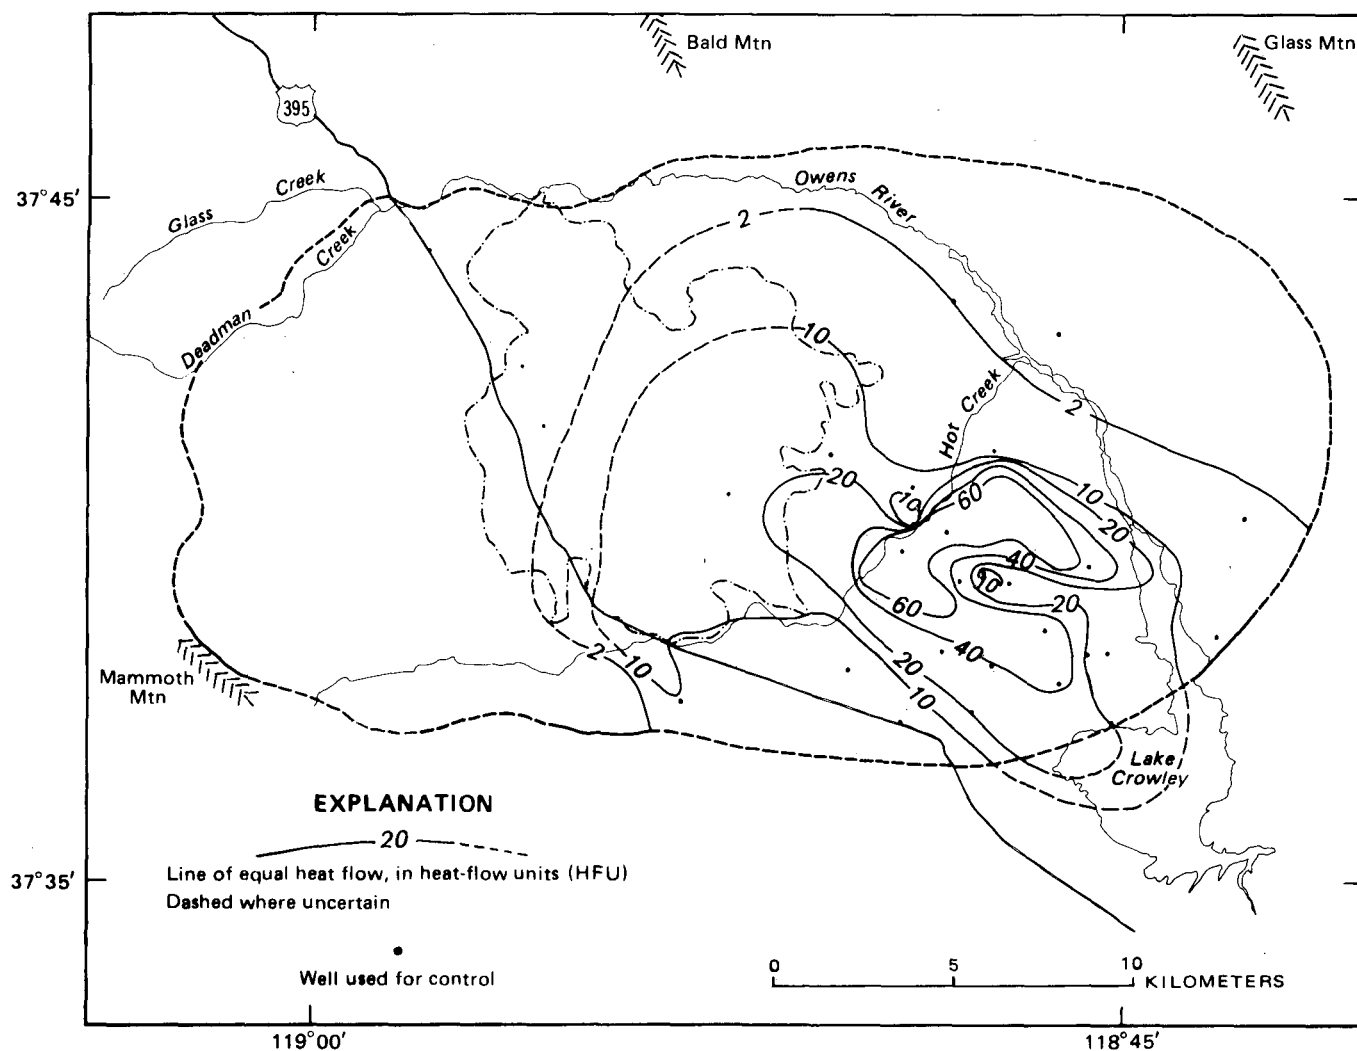 Bald Mtn
Glass Mtn
395
37°45'
Glass Creek
Owens River
Creek
Deadman
2
10
Hot Creek
2
20
10
60
10
20
40
10
20
60
40
2
10
20
10
Mammoth
Mtn
Lake
Crowley
EXPLANATION
20
Line of equal heat flow, in heat-flow units (HFU)
Dashed where uncertain
37°35'
Well used for control
0
5
10
KILOMETERS
119°00'
118°45'